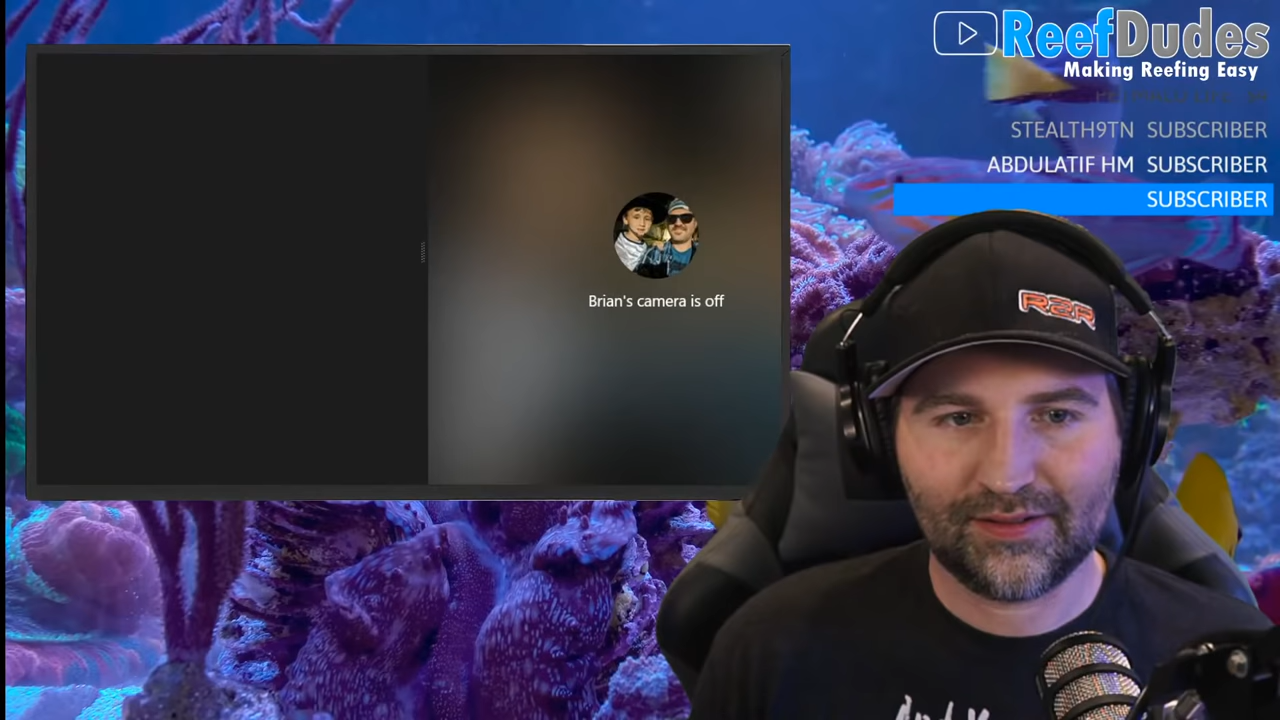 ReefDudes
Making Reefing Easy
STEALTH9TN SUBSCRIBER
ABDULATIF HM SUBSCRIBER
SUBSCRIBER
Brian's camera is off
R2R